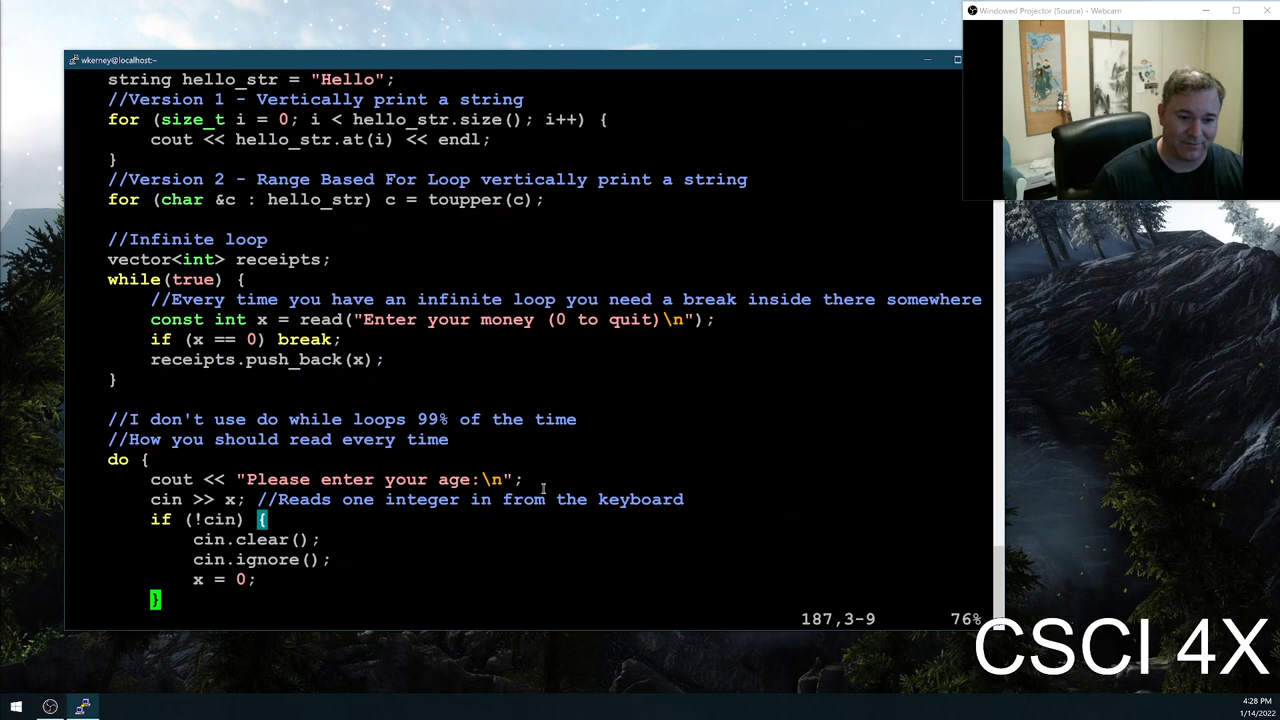 Windowed Projector (Source) - Webcam
wkerney@localhost:~
string hello_str = "Hello";
//Version 1 - Vertically print a string
for (size_t i = 0; i < hello_str.size(); i++) {
cout << hello_str.at(i) << endl;
}
//Version 2 - Range Based For Loop vertically print a string
for (char &c : hello_str) c = toupper(c);
//Infinite loop
vector<int> receipts;
while(true) {
//Every time you have an infinite loop you need a break inside there somewhere
const int x = read("Enter your money (0 to quit)\n");
if (x == 0) break;
receipts.push_back(x);
}
//I don't use do while loops 99% of the time
//How you should read every time
do {
cout << "Please enter your age:\n";
cin >> x; //Reads one integer in from the keyboard
if (!cin) {
cin.clear();
cin.ignore();
x = 0;
}
187,3-9 76%
CSCI 4X
4:28 PM
1/14/2022